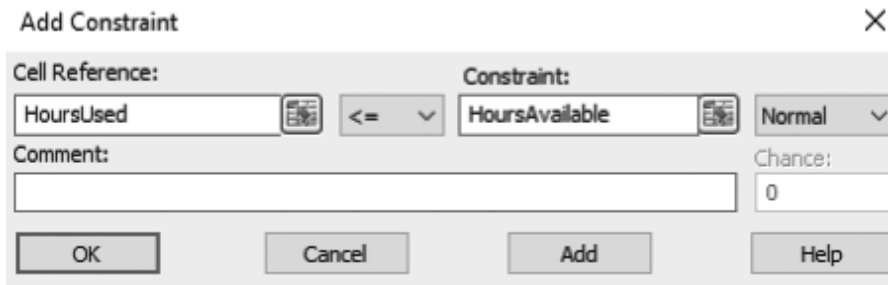 Add Constraint
Cell Reference: Constraint:
HoursUsed <= HoursAvailable Normal
Comment: Chance:
0
OK Cancel Add Help